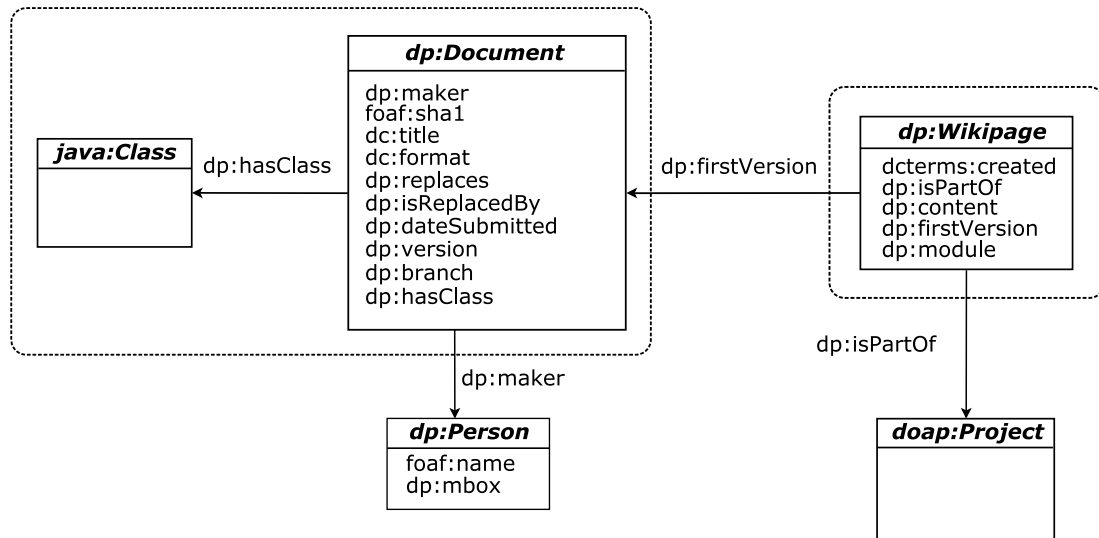 dp:Document
dp:maker
foaf:sha1
dc:title
dc:format
dp:replaces
dp:isReplacedBy
dp:dateSubmitted
dp:version
dp:branch
dp:hasClass
java:Class
dp:hasClass
dp:firstVersion
dp:Wikipage
dcterms:created
dp:isPartOf
dp:content
dp:firstVersion
dp:module
dp:isPartOf
dp:maker
dp:Person
foaf:name
dp:mbox
doap:Project